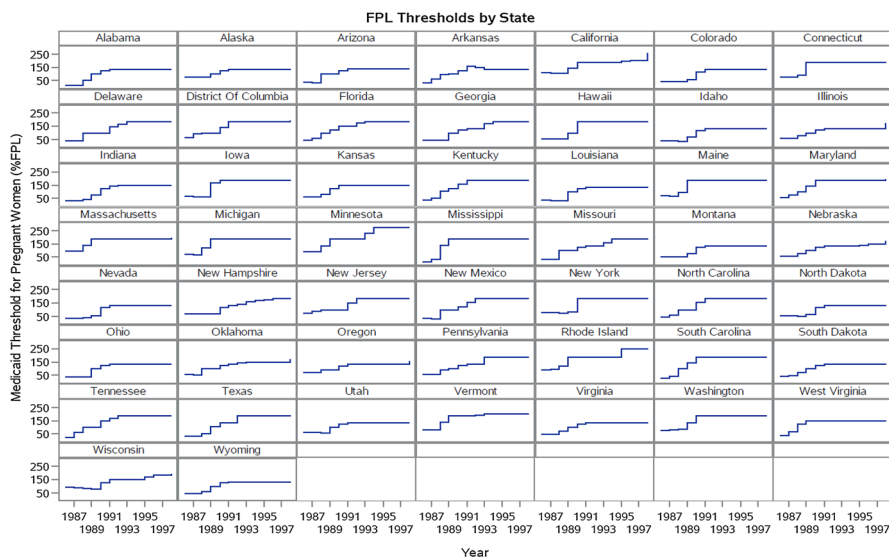 FPL Thresholds by State
Medicaid Threshold for Pregnant Women (%FPL)
Alabama Alaska Arizona Arkansas California Colorado Connecticut
250
150
50
Delaware District Of Columbia Florida Georgia Hawaii Idaho Illinois
250
150
50
Indiana Iowa Kansas Kentucky Louisiana Maine Maryland
250
150
50
Massachusetts Michigan Minnesota Mississippi Missouri Montana Nebraska
250
150
50
Nevada New Hampshire New Jersey New Mexico New York North Carolina North Dakota
250
150
50
Ohio Oklahoma Oregon Pennsylvania Rhode Island South Carolina South Dakota
250
150
50
Tennessee Texas Utah Vermont Virginia Washington West Virginia
250
150
50
Wisconsin Wyoming
250
150
50
1987 1991 1995 1987 1991 1995 1987 1991 1995 1987 1991 1995 1987 1991 1995 1987 1991 1995 1987 1991 1995
1989 1993 1997 1989 1993 1997 1989 1993 1997 1989 1993 1997 1989 1993 1997 1989 1993 1997 1989 1993 1997
Year